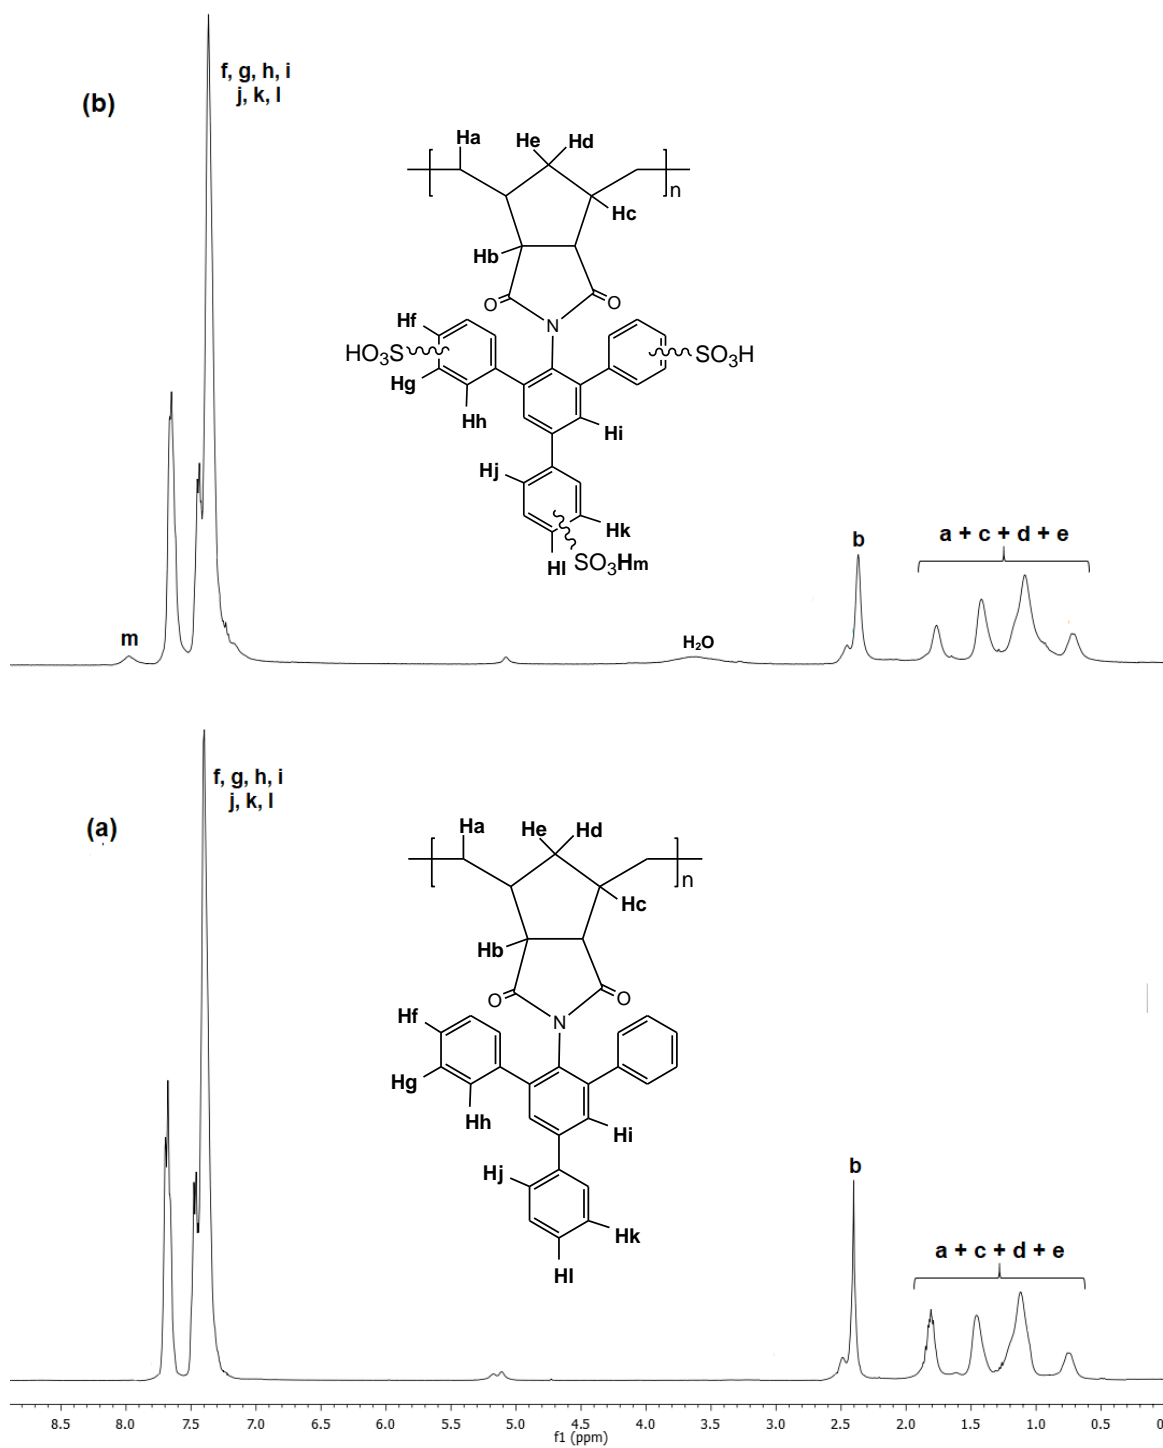 f, g, h, i
j, k, l
(b)
Ha
He
Hd
n
Hc
Hb
O
O
N
Hf
HO3S
SO3H
Hg
Hh
Hi
Hj
Hk
Hl
SO3Hm
m
H2O
b
a + c + d + e
f, g, h, i
j, k, l
(a)
Ha
He
Hd
n
Hc
Hb
O
O
N
Hf
Hg
Hh
Hi
Hj
Hk
Hl
b
a + c + d + e
8.5 8.0 7.5 7.0 6.5 6.0 5.5 5.0 4.5 4.0 3.5 3.0 2.5 2.0 1.5 1.0 0.5 0
f1 (ppm)